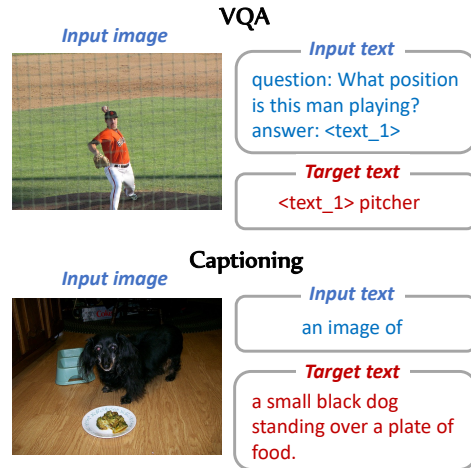 VQA
Input image
Input text
question: What position
is this man playing?
answer: <text_1>
Target text
<text_1> pitcher
Captioning
Input image
Input text
an image of
Target text
a small black dog
standing over a plate of
food.